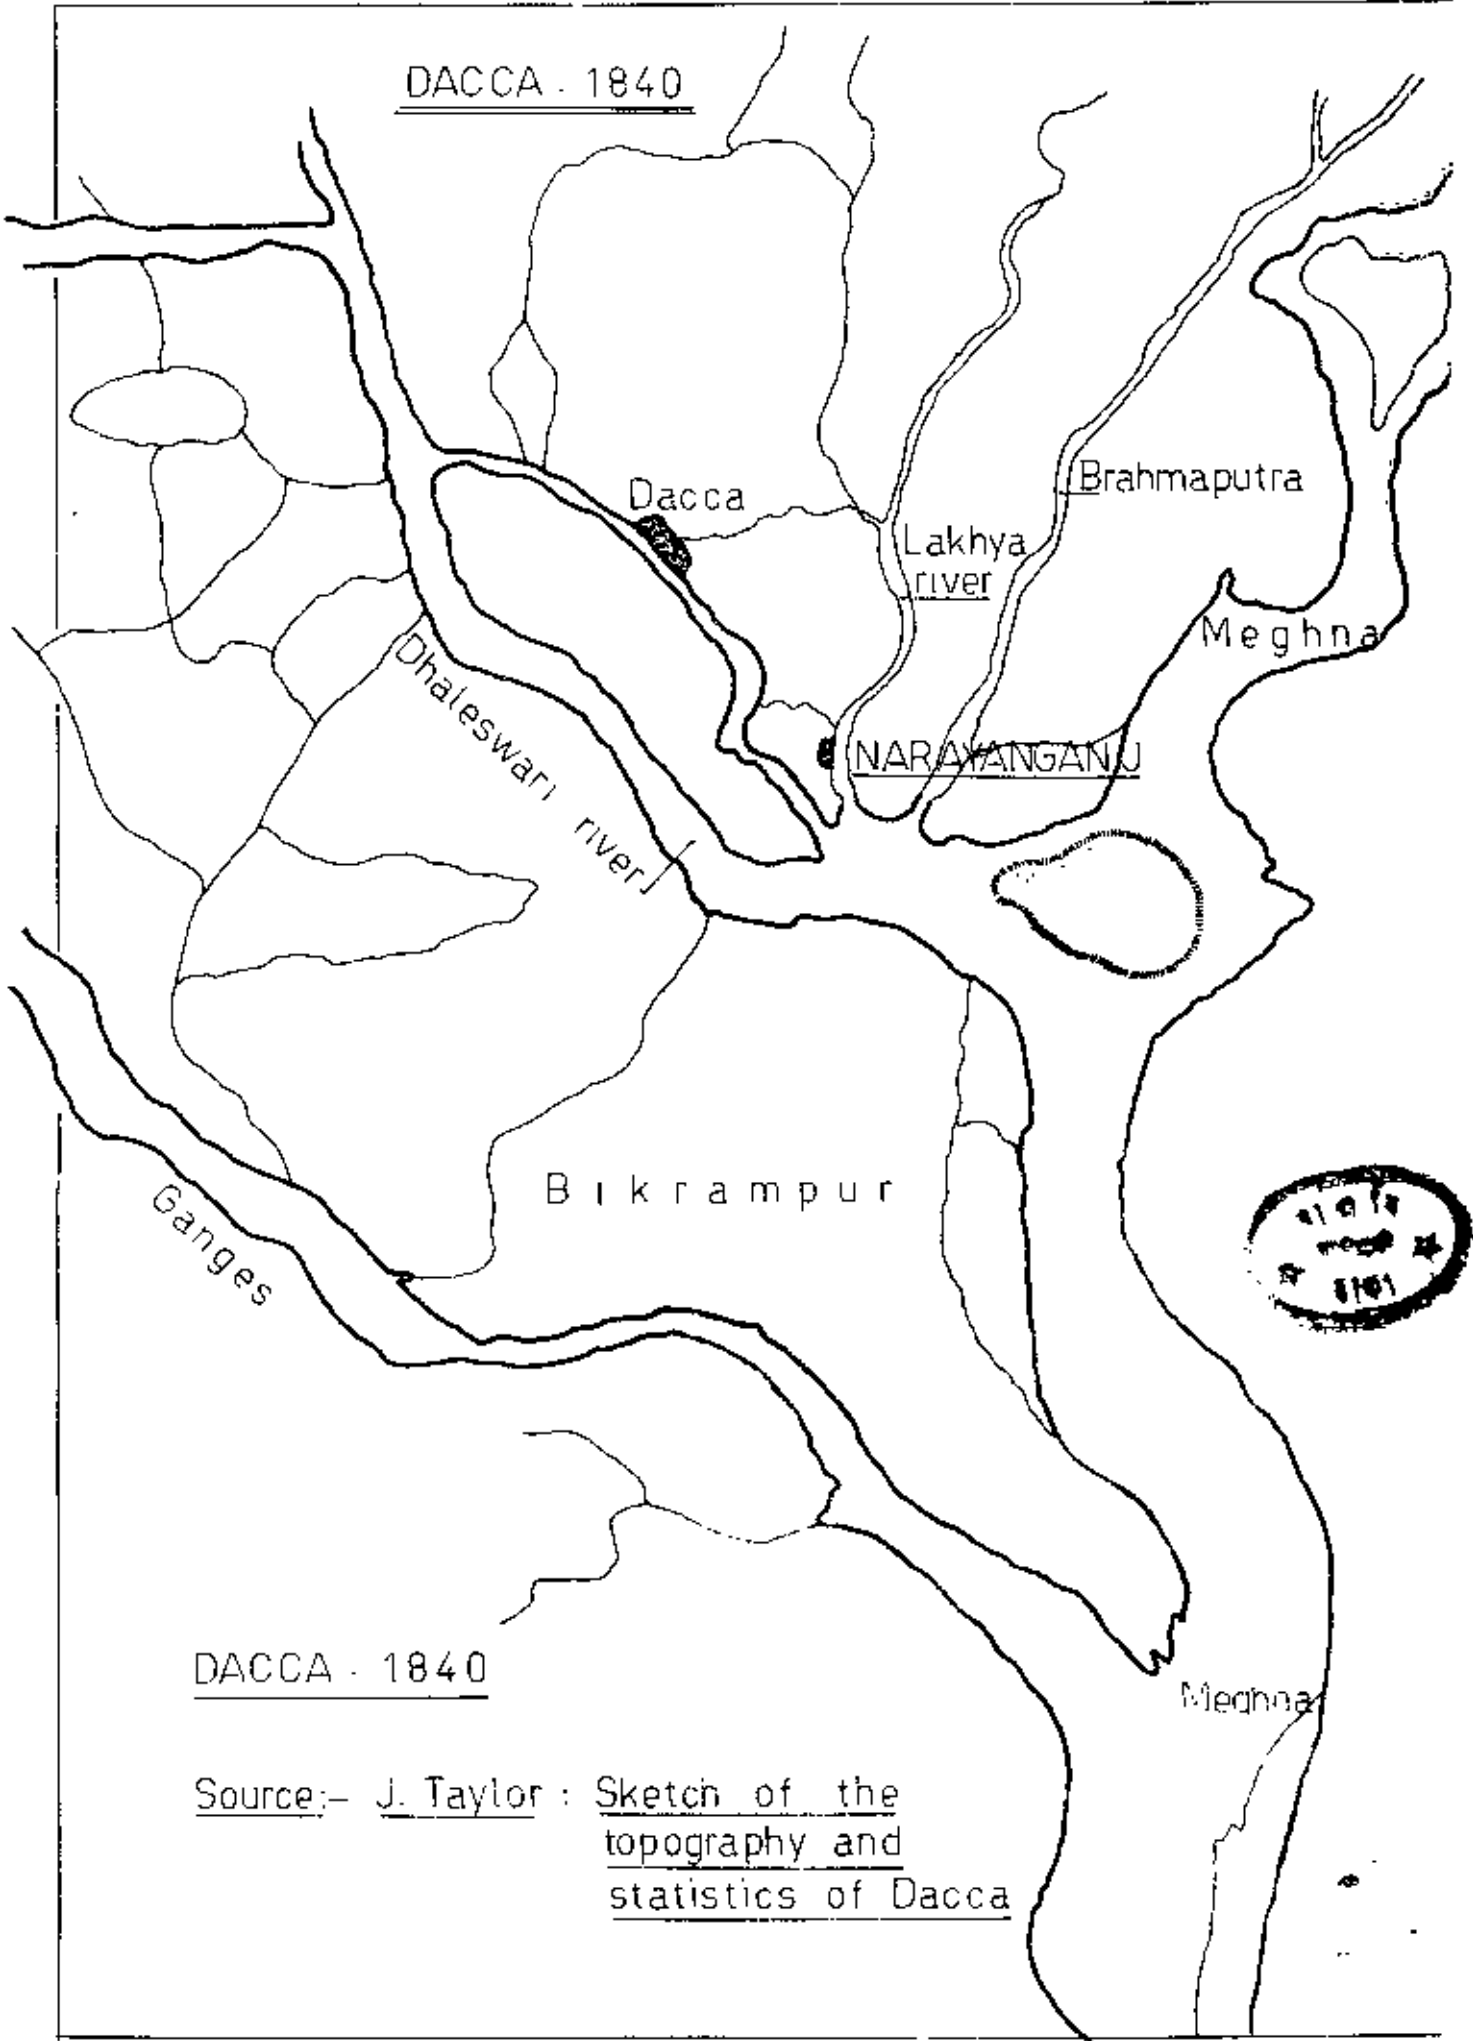 DACCA . 1840
Dacca
Brahmaputra
Lakhya
river
Meghna
Dhaleswari river
NARAYANGANJ
Bikrampur
Ganges
Meghna
DACCA . 1840
Source:- J. Taylor : Sketch of the
topography and
statistics of Dacca